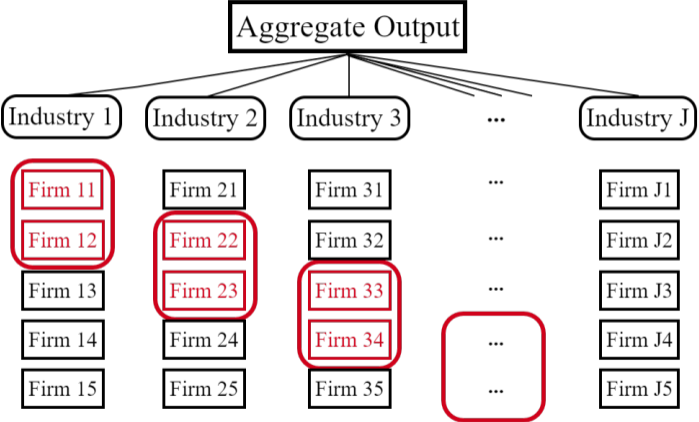 Aggregate Output
Industry 1 Industry 2 Industry 3 ... Industry J
Firm 11 Firm 21 Firm 31 ... Firm J1
Firm 12 Firm 22 Firm 32 ... Firm J2
Firm 13 Firm 23 Firm 33 ... Firm J3
Firm 14 Firm 24 Firm 34 ... Firm J4
Firm 15 Firm 25 Firm 35 ... Firm J5